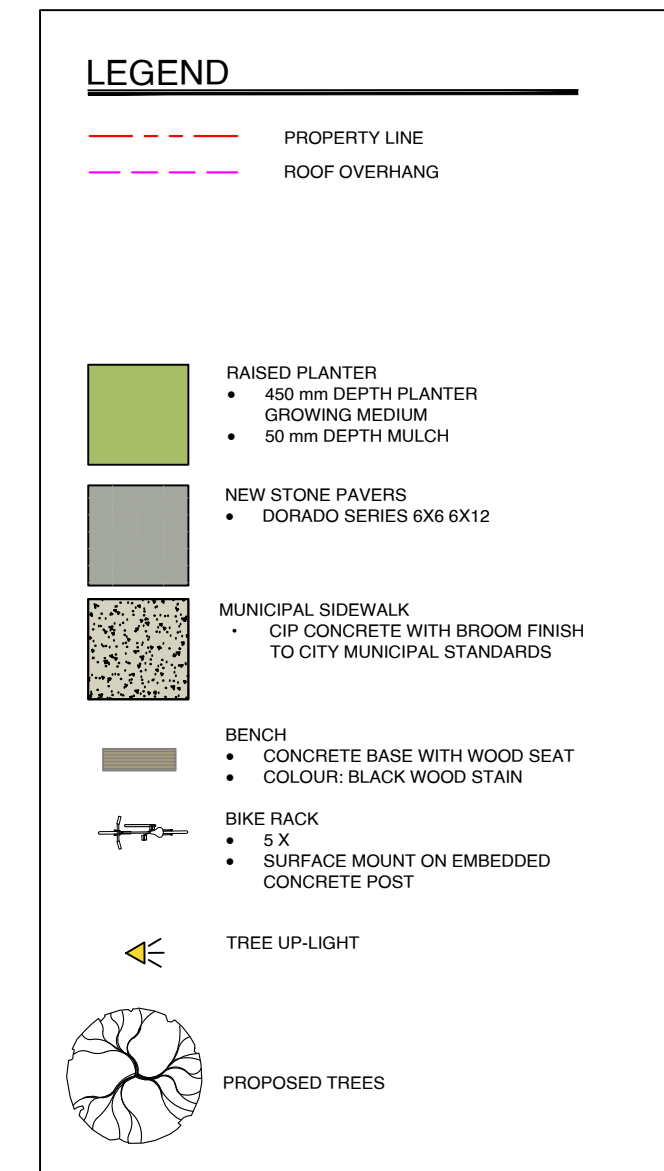 LEGEND
PROPERTY LINE
ROOF OVERHANG
RAISED PLANTER
• 450 mm DEPTH PLANTER
GROWING MEDIUM
• 50 mm DEPTH MULCH
NEW STONE PAVERS
• DORADO SERIES 6X6 6X12
MUNICIPAL SIDEWALK
• CIP CONCRETE WITH BROOM FINISH
TO CITY MUNICIPAL STANDARDS
BENCH
• CONCRETE BASE WITH WOOD SEAT
• COLOUR: BLACK WOOD STAIN
BIKE RACK
• 5 X
• SURFACE MOUNT ON EMBEDDED
CONCRETE POST
TREE UP-LIGHT
PROPOSED TREES